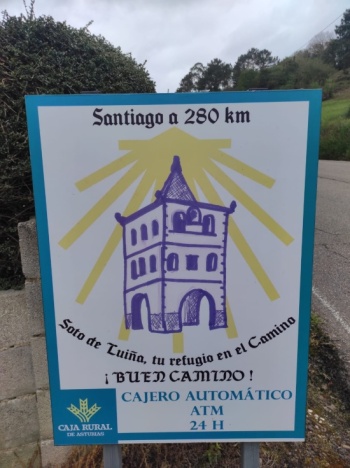 Santiago a 280 km
Soto de Luiña, tu refugio en el Camino
¡BUEN CAMINO!
CAJERO AUTOMÁTICO
ATM
24 H
CAJA RURAL
DE ASTURIAS